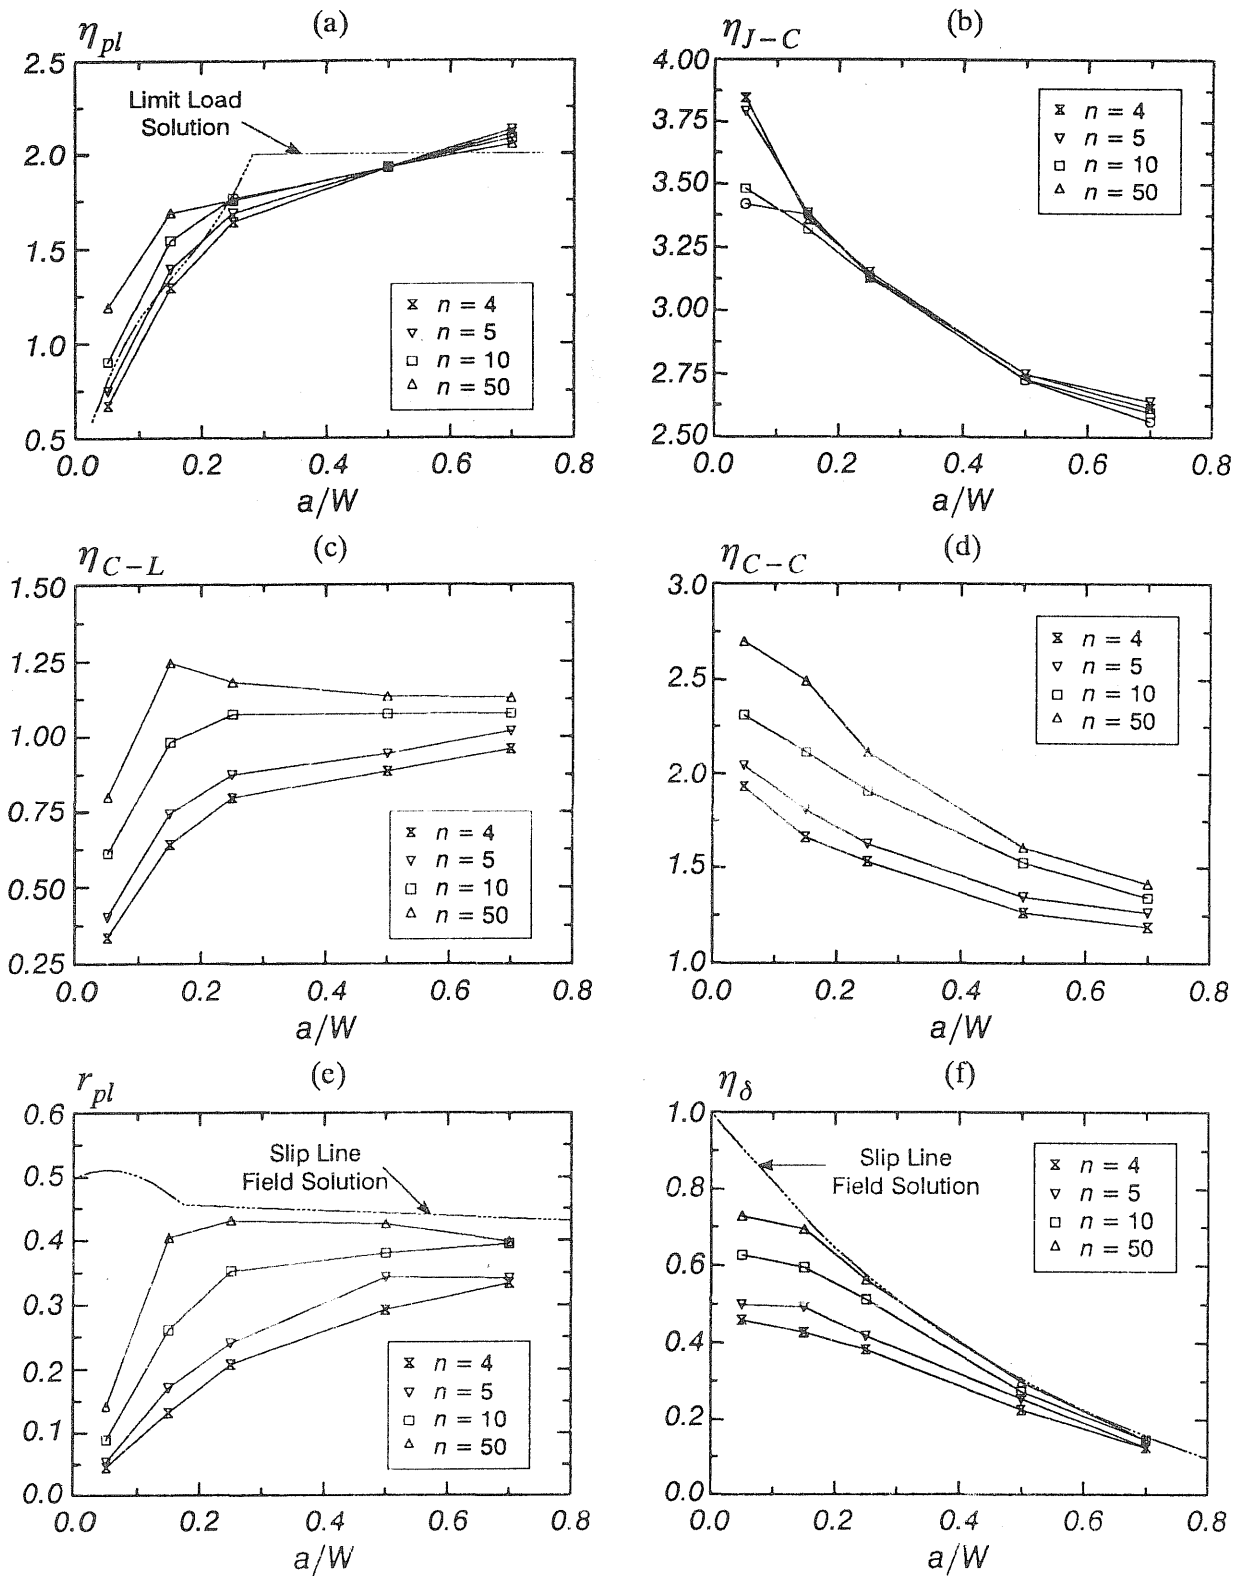 (a)
η_pl
2.5
2.0
1.5
1.0
0.5
0.0 0.2 0.4 0.6 0.8
a/W
Limit Load
Solution
n = 4
n = 5
n = 10
n = 50
(b)
η_J-C
4.00
3.75
3.50
3.25
3.00
2.75
2.50
0.0 0.2 0.4 0.6 0.8
a/W
n = 4
n = 5
n = 10
n = 50
(c)
η_C-L
1.50
1.25
1.00
0.75
0.50
0.25
0.0 0.2 0.4 0.6 0.8
a/W
n = 4
n = 5
n = 10
n = 50
(d)
η_C-C
3.0
2.5
2.0
1.5
1.0
0.0 0.2 0.4 0.6 0.8
a/W
n = 4
n = 5
n = 10
n = 50
(e)
r_pl
0.6
0.5
0.4
0.3
0.2
0.1
0.0
0.0 0.2 0.4 0.6 0.8
a/W
Slip Line
Field Solution
n = 4
n = 5
n = 10
n = 50
(f)
η_δ
1.0
0.8
0.6
0.4
0.2
0.0
0.0 0.2 0.4 0.6 0.8
a/W
Slip Line
Field Solution
n = 4
n = 5
n = 10
n = 50